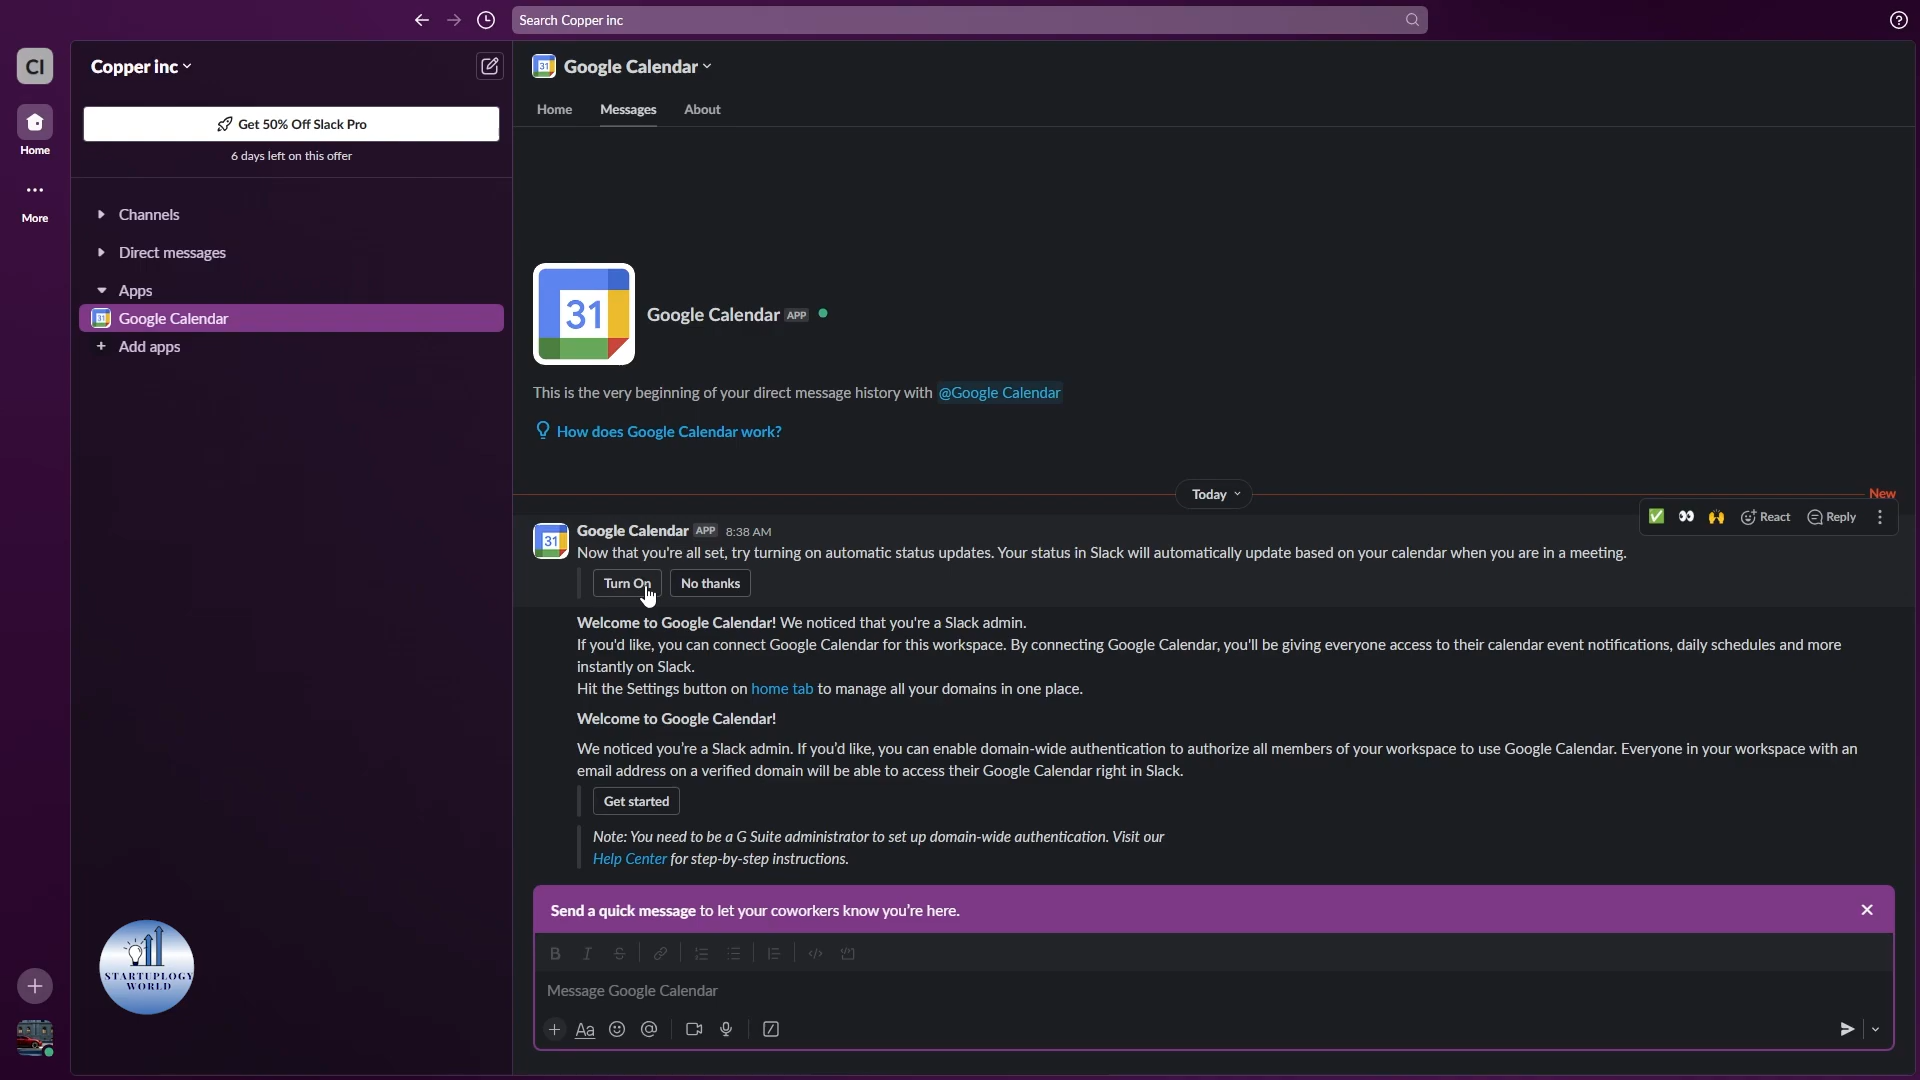 Search Copper inc
CI
Copper inc
Google Calendar
Home
Messages
About
Get 50% Off Slack Pro
6 days left on this offer
Home
More
Channels
Direct messages
Apps
Google Calendar
+ Add apps
31
Google Calendar APP
This is the very beginning of your direct message history with @Google Calendar
How does Google Calendar work?
Today
New
Google Calendar APP 8:38 AM
React
Reply
Now that you're all set, try turning on automatic status updates. Your status in Slack will automatically update based on your calendar when you are in a meeting.
Turn On
No thanks
Welcome to Google Calendar! We noticed that you're a Slack admin.
If you'd like, you can connect Google Calendar for this workspace. By connecting Google Calendar, you'll be giving everyone access to their calendar event notifications, daily schedules and more
instantly on Slack.
Hit the Settings button on home tab to manage all your domains in one place.
Welcome to Google Calendar!
We noticed you're a Slack admin. If you'd like, you can enable domain-wide authentication to authorize all members of your workspace to use Google Calendar. Everyone in your workspace with an
email address on a verified domain will be able to access their Google Calendar right in Slack.
Get started
Note: You need to be a G Suite administrator to set up domain-wide authentication. Visit our
Help Center for step-by-step instructions.
Send a quick message to let your coworkers know you're here.
Message Google Calendar
Aa
STARTUPLOGY
WORLD